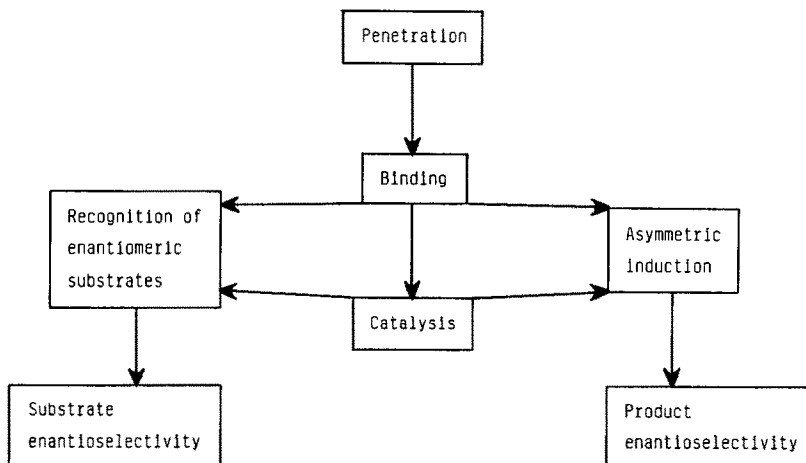 Penetration
Binding
Recognition of
enantiomeric
substrates
Asymmetric
induction
Catalysis
Substrate
enantioselectivity
Product
enantioselectivity